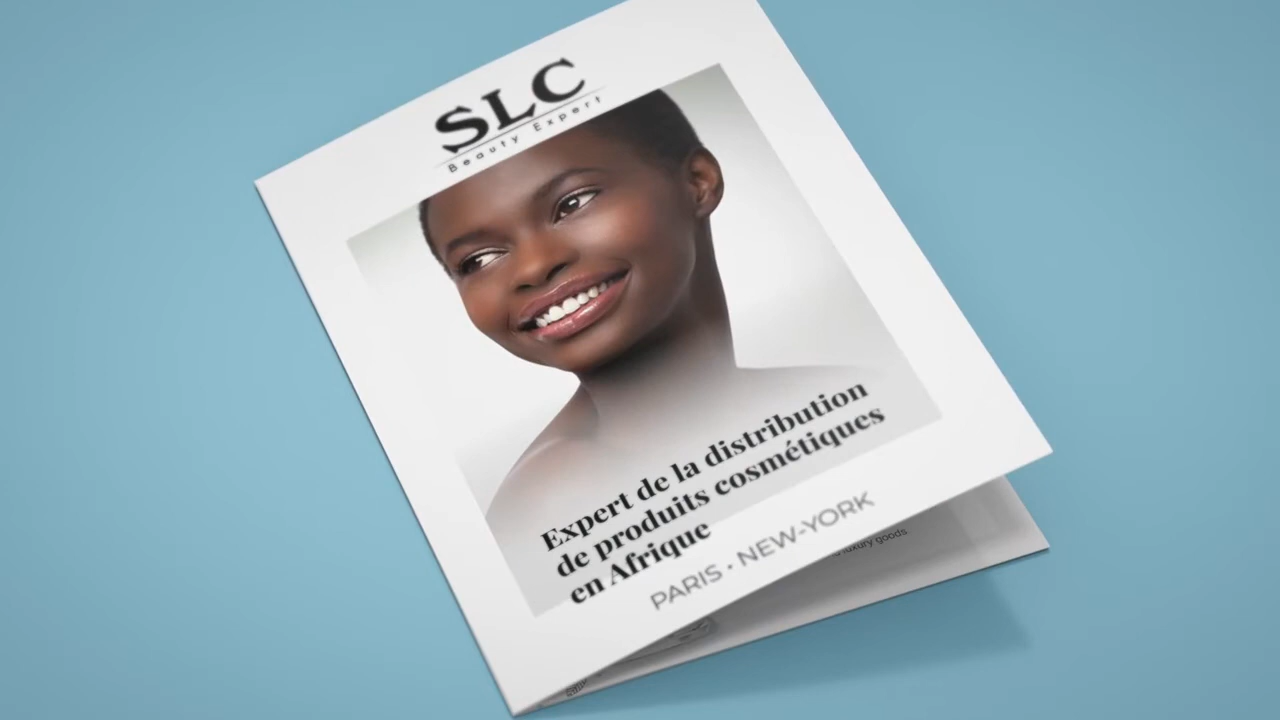 SLC
Beauty Expert
Expert de la distribution
de produits cosmétiques
en Afrique
PARIS • NEW-YORK
luxury goods